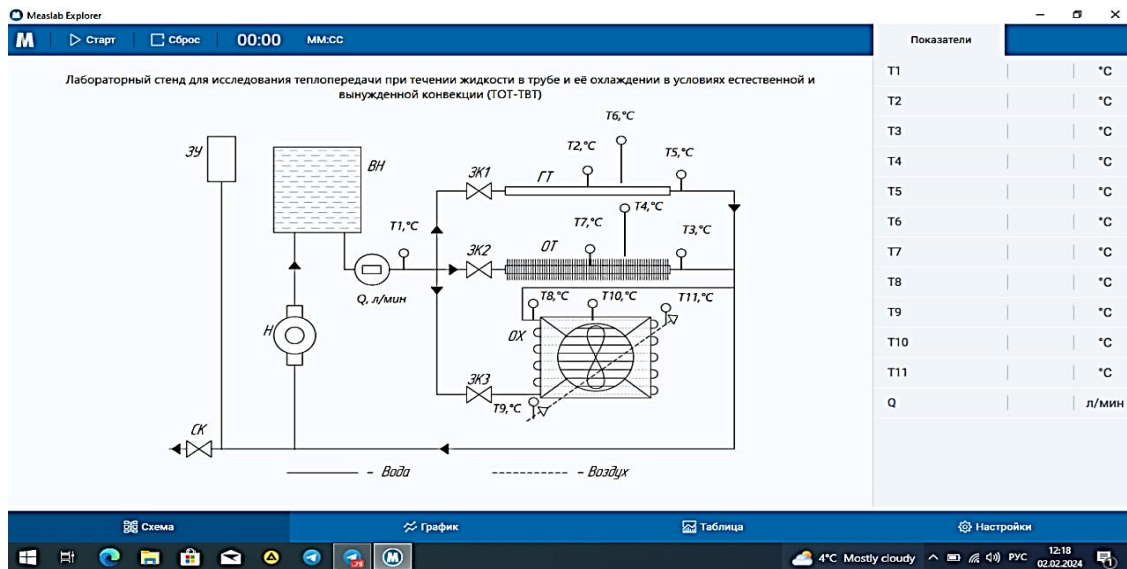 Measlab Explorer
M Старт Сброс 00:00 ММ:СС Показатели
Лабораторный стенд для исследования теплопередачи при течении жидкости в трубе и её охлаждении в условиях естественной и
вынужденной конвекции (ТОТ-ТВТ)
T6,°C
ЗУ
ВН
T2,°C
T5,°C
ЗК1
ГТ
T4,°C
T1,°C
T7,°C
T3,°C
ЗК2
ОТ
Q, л/мин
T8,°C
T10,°C
T11,°C
Н
ОХ
ЗК3
T9,°C
СК
– Вода
– Воздух
T1 °C
T2 °C
T3 °C
T4 °C
T5 °C
T6 °C
T7 °C
T8 °C
T9 °C
T10 °C
T11 °C
Q л/мин
Схема График Таблица Настройки
4°C Mostly cloudy РУС 12:18
02.02.2024